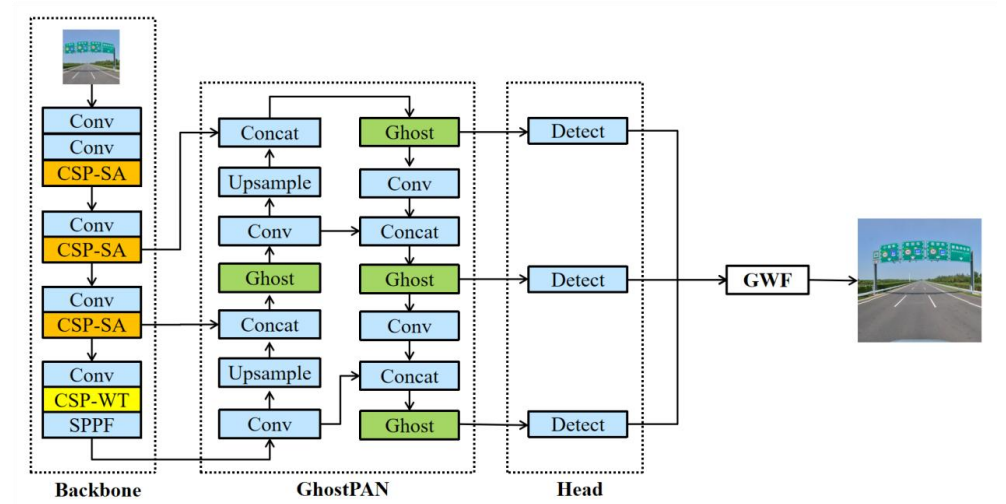 Conv
Conv
CSP-SA
Conv
CSP-SA
Conv
CSP-SA
Conv
CSP-WT
SPPF
Backbone
Concat
Upsample
Conv
Ghost
Concat
Upsample
Conv
Ghost
Conv
Concat
Ghost
Conv
Concat
Ghost
GhostPAN
Detect
Detect
Detect
Head
GWF